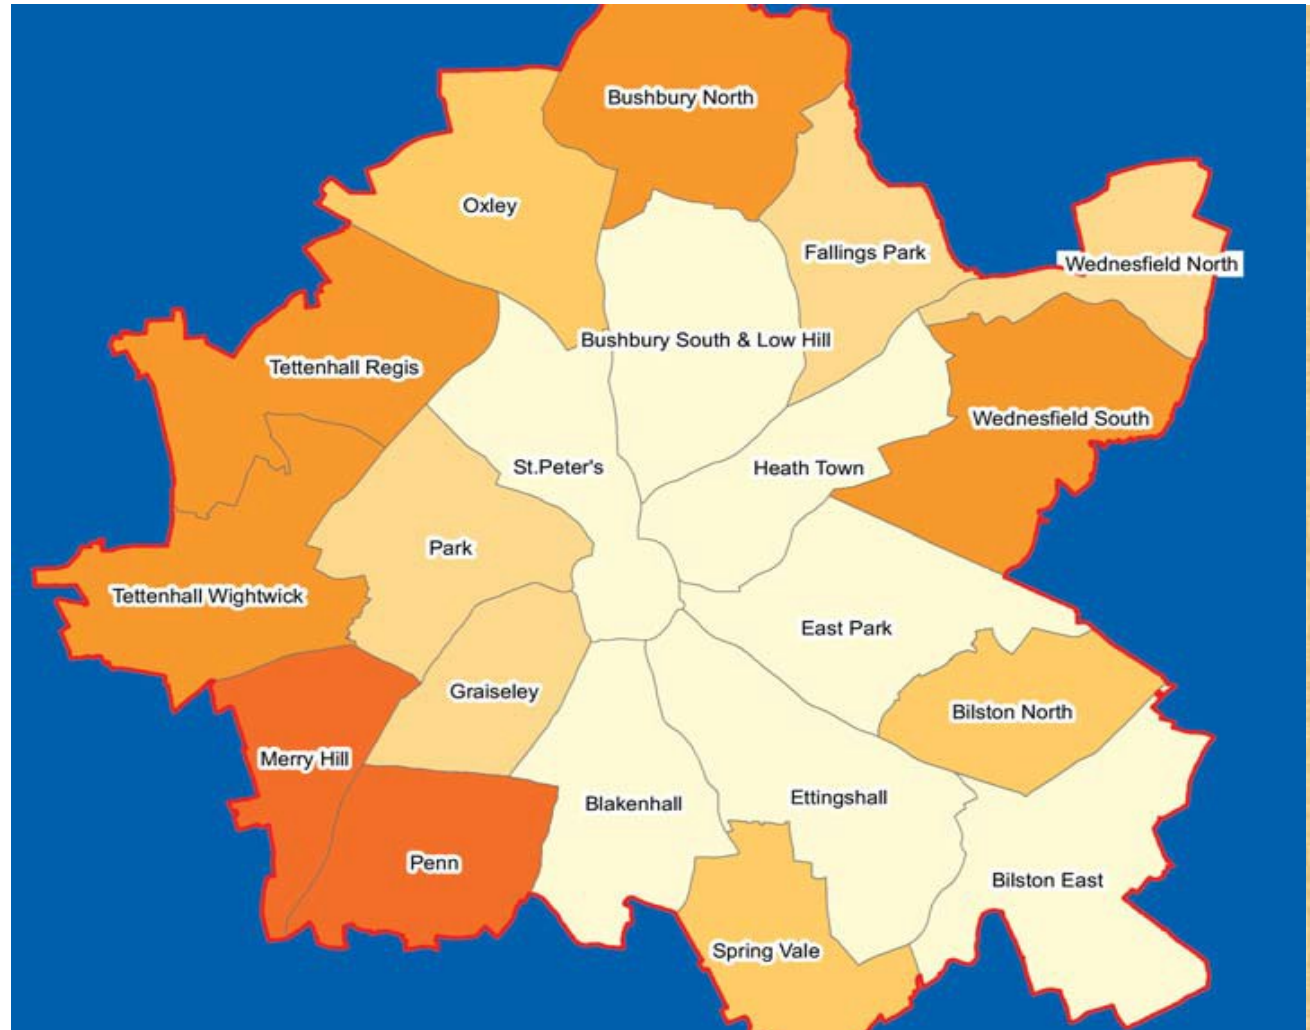 Bushbury North
Oxley
Fallings Park
Wednesfield North
Bushbury South & Low Hill
Tettenhall Regis
Wednesfield South
St.Peter's
Heath Town
Park
Tettenhall Wightwick
East Park
Graiseley
Bilston North
Merry Hill
Ettingshall
Blakenhall
Penn
Bilston East
Spring Vale